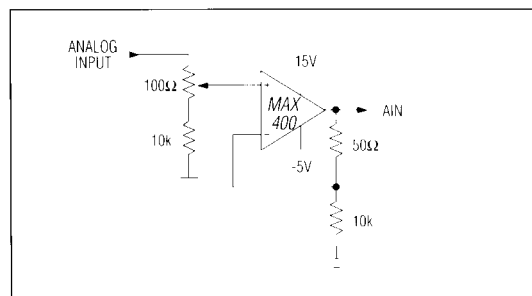 ANALOG
INPUT
100Ω
10k
+
MAX
400
−
15V
-5V
AIN
50Ω
10k